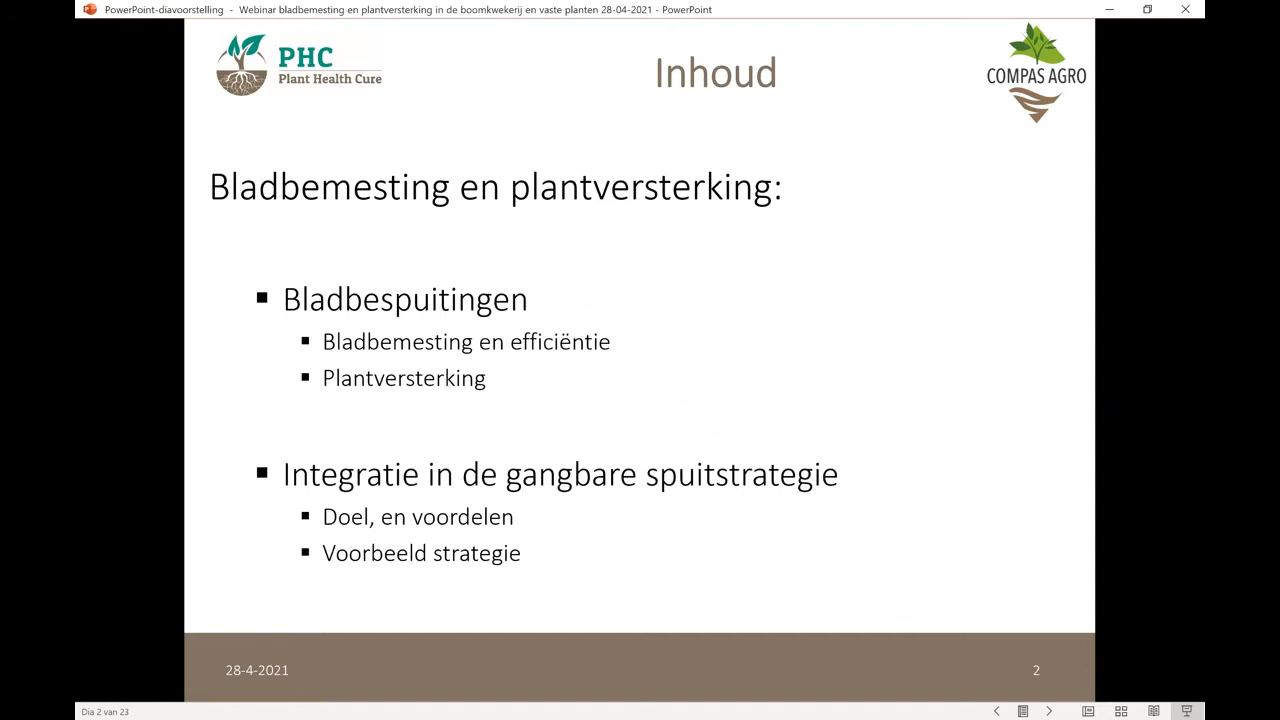 PowerPoint-diavoorstelling - Webinar bladbemesting en plantversterking in de boomkwekerij en vaste planten 28-04-2021 - PowerPoint
PHC
Plant Health Cure
Inhoud
COMPAS AGRO
Bladbemesting en plantversterking:
▪ Bladbespuitingen
▪ Bladbemesting en efficiëntie
▪ Plantversterking
▪ Integratie in de gangbare spuitstrategie
▪ Doel, en voordelen
▪ Voorbeeld strategie
28-4-2021
2
Dia 2 van 23